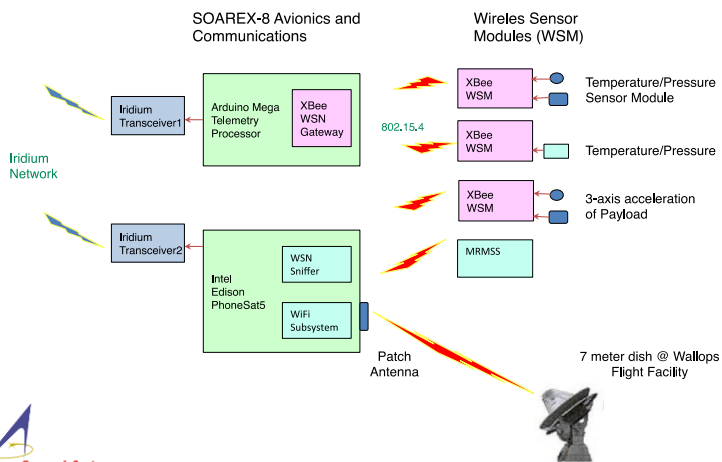 SOAREX-8 Avionics and
Communications
Wireles Sensor
Modules (WSM)
Iridium
Transceiver1
Arduino Mega
Telemetry
Processor
XBee
WSN
Gateway
XBee
WSM
Temperature/Pressure
Sensor Module
802.15.4
XBee
WSM
Temperature/Pressure
Iridium
Network
XBee
WSM
3-axis acceleration
of Payload
Iridium
Transceiver2
Intel
Edison
PhoneSat5
WSN
Sniffer
MRMSS
WiFi
Subsystem
Patch
Antenna
7 meter dish @ Wallops
Flight Facility